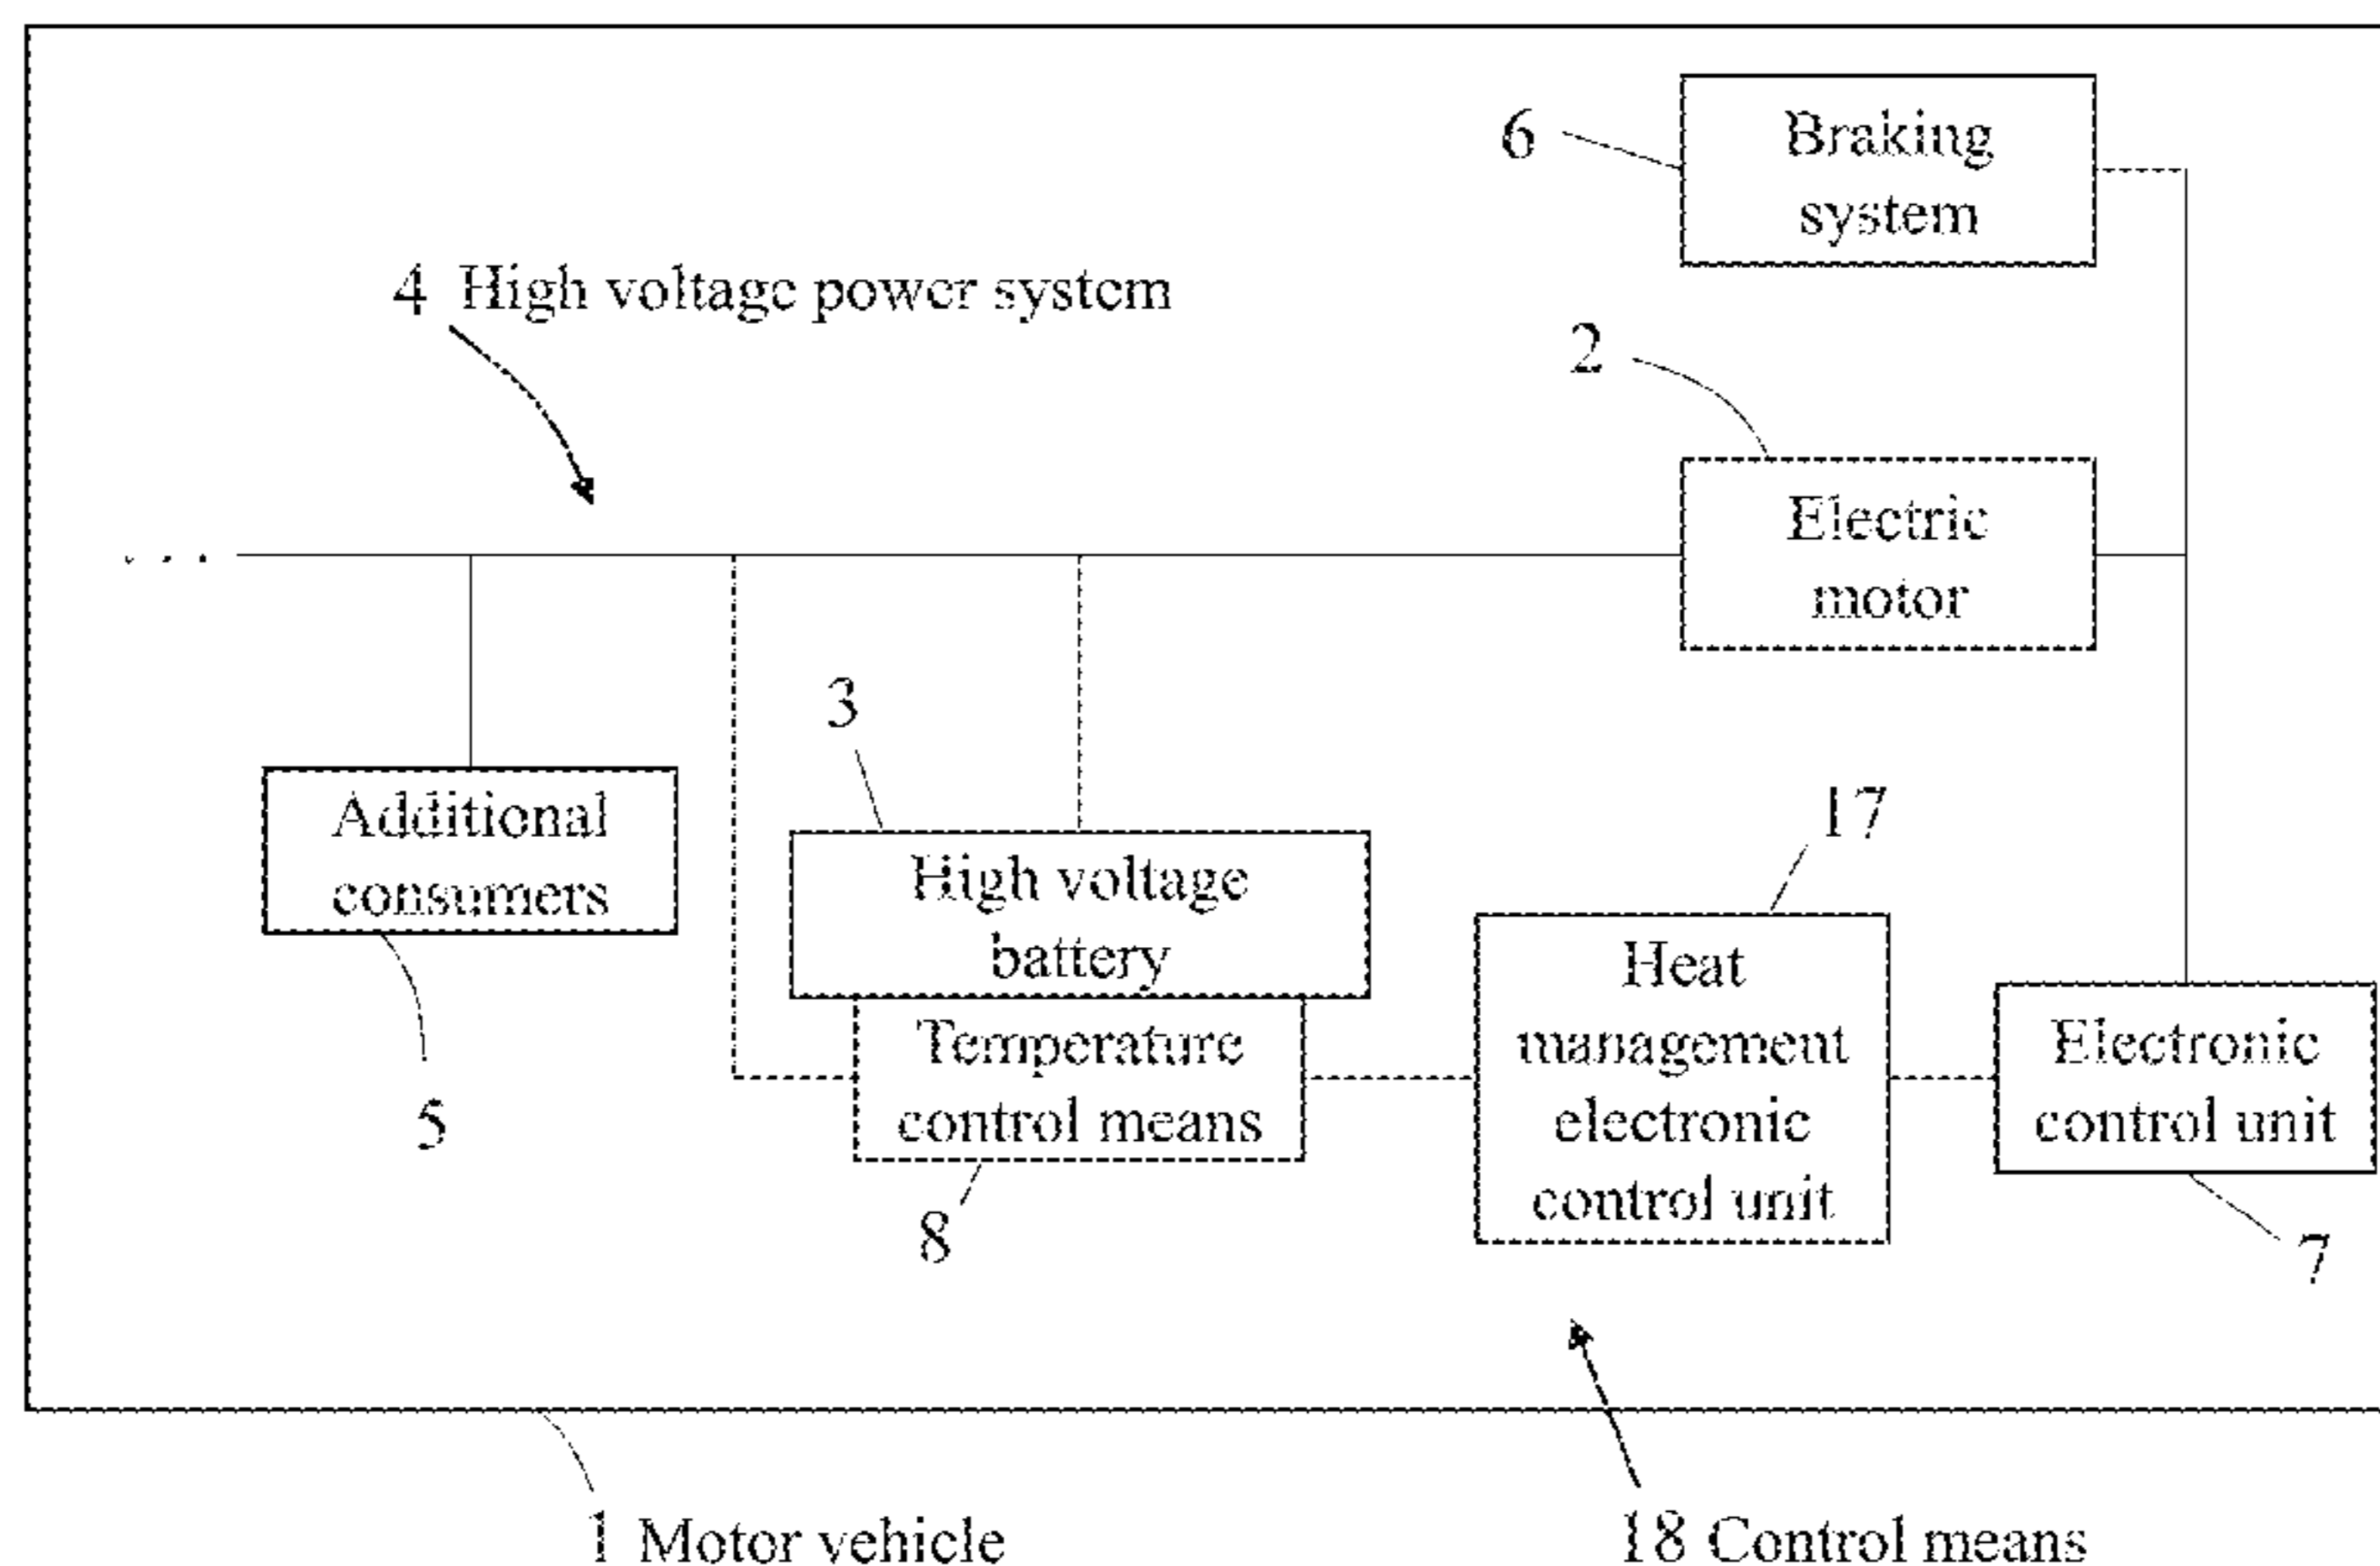 6
Braking
system
4 High voltage power system
2
Electric
motor
. . .
3
17
Additional
consumers
High voltage
battery
Heat
management
electronic
control unit
Temperature
control means
Electronic
control unit
5
8
7
1 Motor vehicle
18 Control means